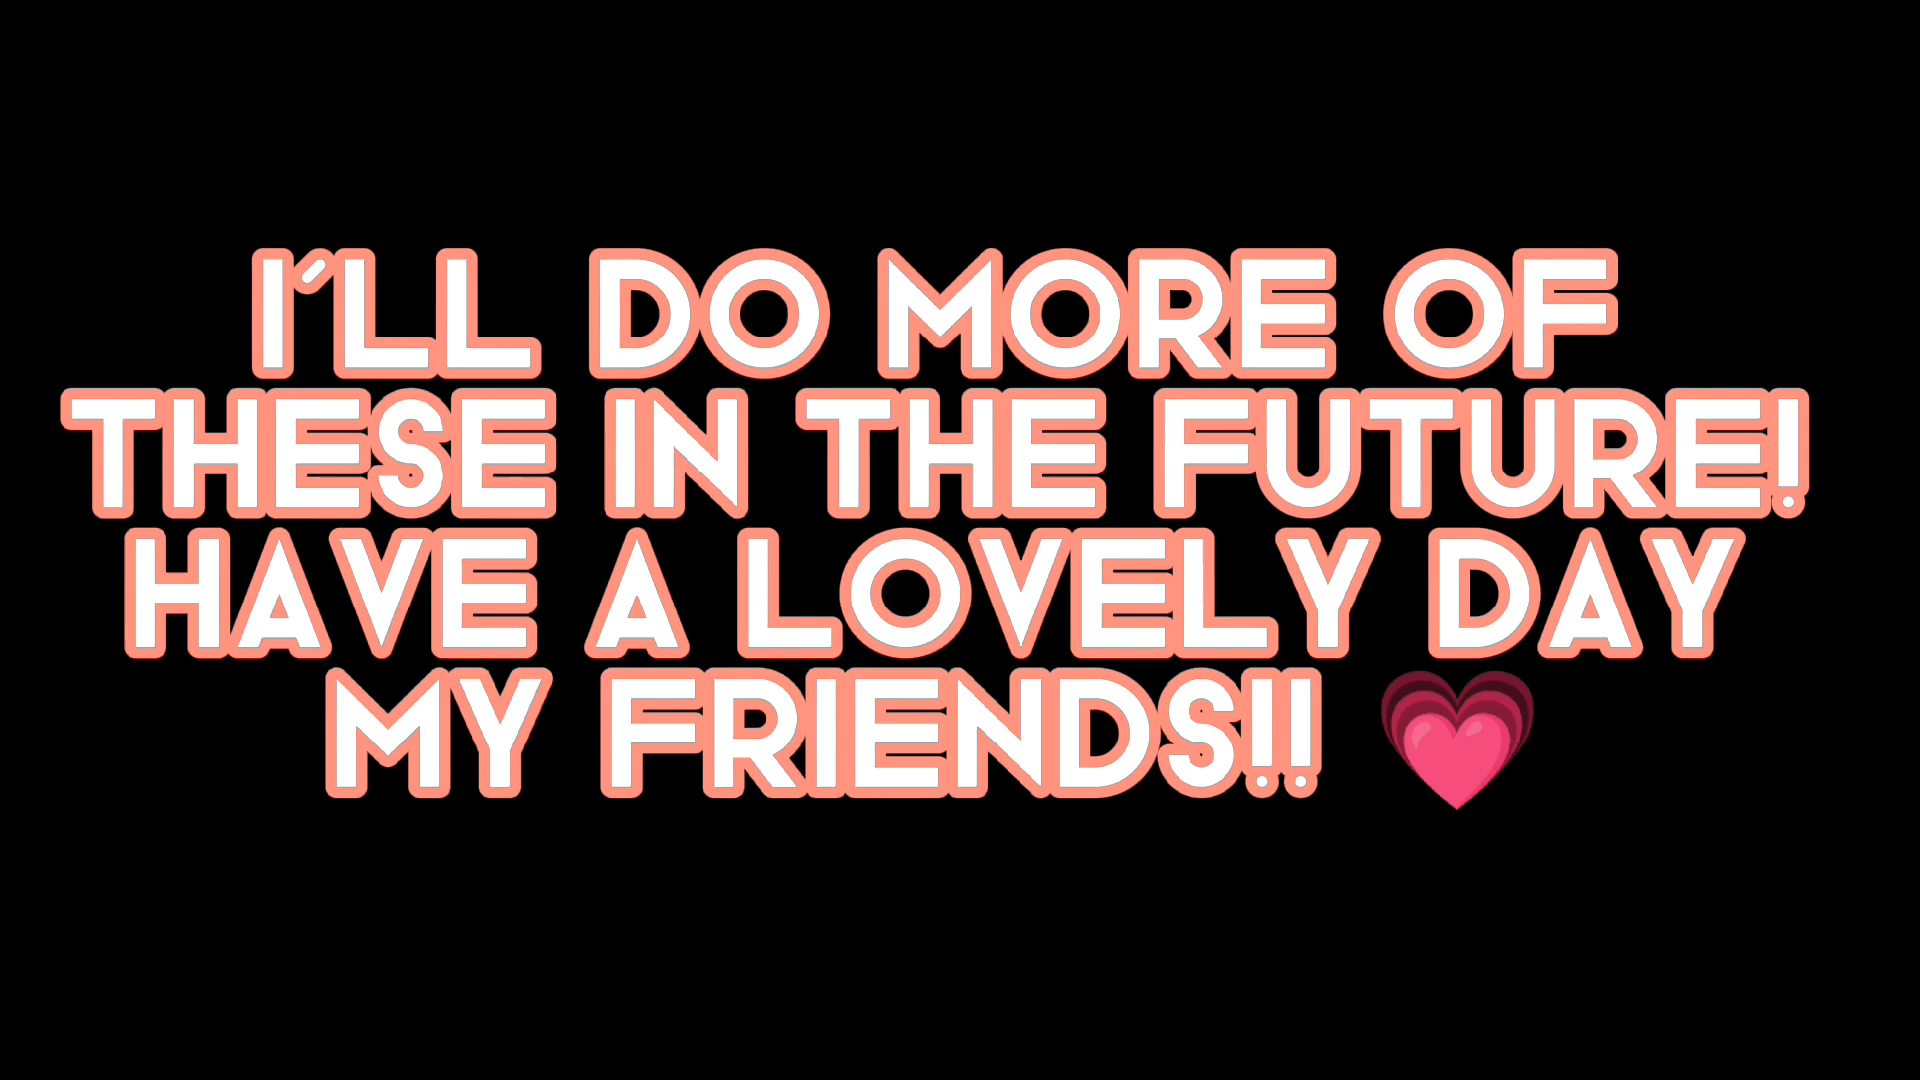 I'LL DO MORE OF
THESE IN THE FUTURE!
HAVE A LOVELY DAY
MY FRIENDS!! 💗